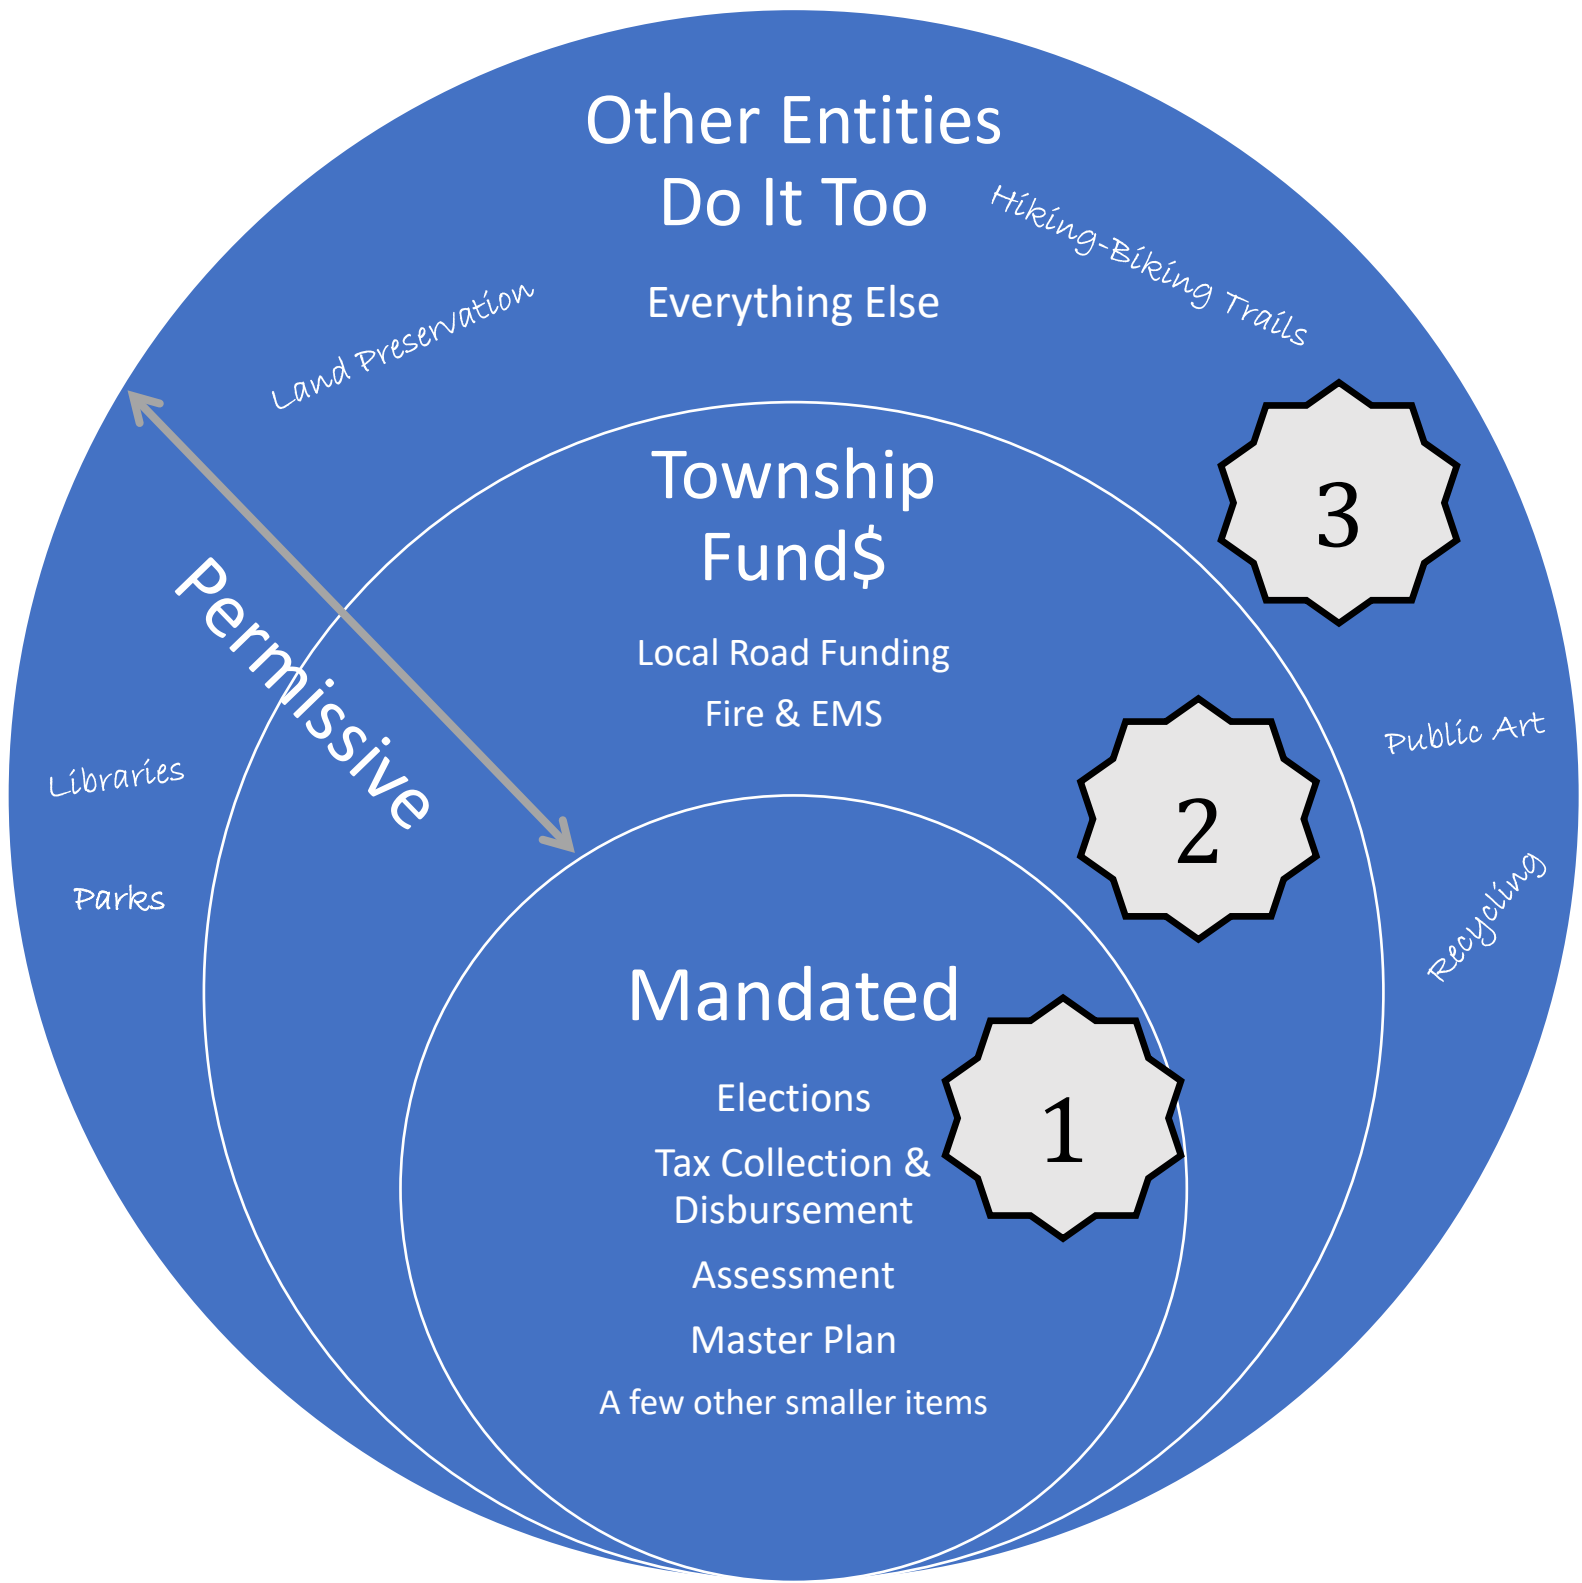 Other Entities
Do It Too
Everything Else
Hiking-Biking Trails
Land Preservation
Township
Fund$
Local Road Funding
Fire & EMS
3
Permissive
Libraries
Parks
2
Public Art
Recycling
Mandated
Elections
Tax Collection &
Disbursement
Assessment
Master Plan
A few other smaller items
1